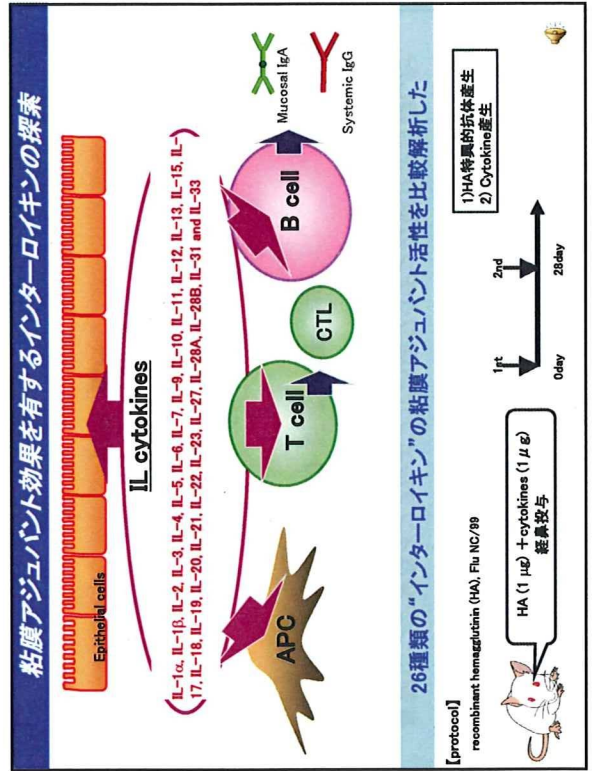 粘膜アジュバント効果を有するインターロイキンの探索
Epithelial cells
IL cytokines
IL-1α, IL-1β, IL-2, IL-3, IL-4, IL-5, IL-6, IL-7, IL-9, IL-10, IL-11, IL-12, IL-13, IL-15, IL-
17, IL-18, IL-19, IL-20, IL-21, IL-22, IL-23, IL-27, IL-28A, IL-28B, IL-31 and IL-33
APC
T cell
CTL
B cell
Mucosal IgA
Systemic IgG
26種類の“インターロイキン”の粘膜アジュバント活性を比較解析した
【protocol】
recombinant hemagglutinin (HA), Flu NC/99
HA (1 μg) +cytokines (1μg)
経鼻投与
1st
2nd
0day
28day
1)HA特異的抗体産生
2) Cytokine産生